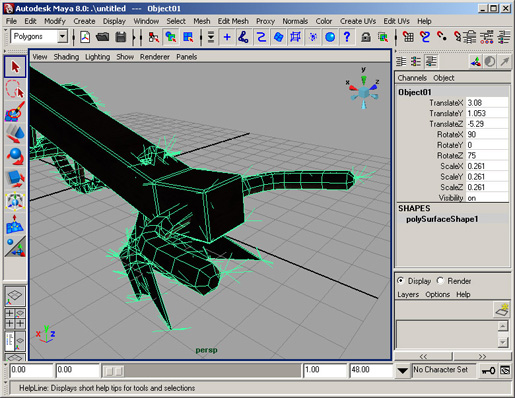 Autodesk Maya 8.0: .\untitled --- Object01
File Edit Modify Create Display Window Select Mesh Edit Mesh Proxy Normals Color Create UVs Edit UVs Help
Polygons
View Shading Lighting Show Renderer Panels
Channels Object
Object01
TranslateX 3.08
TranslateY 1.053
TranslateZ -5.29
RotateX 90
RotateY 0
RotateZ 75
ScaleX 0.261
ScaleY 0.261
ScaleZ 0.261
Visibility on
SHAPES
polySurfaceShape1
y
x z
Display Render
Layers Options Help
y
x z
persp
<< >>
0.00 0.00 1.00 48.00 No Character Set
HelpLine: Displays short help tips for tools and selections